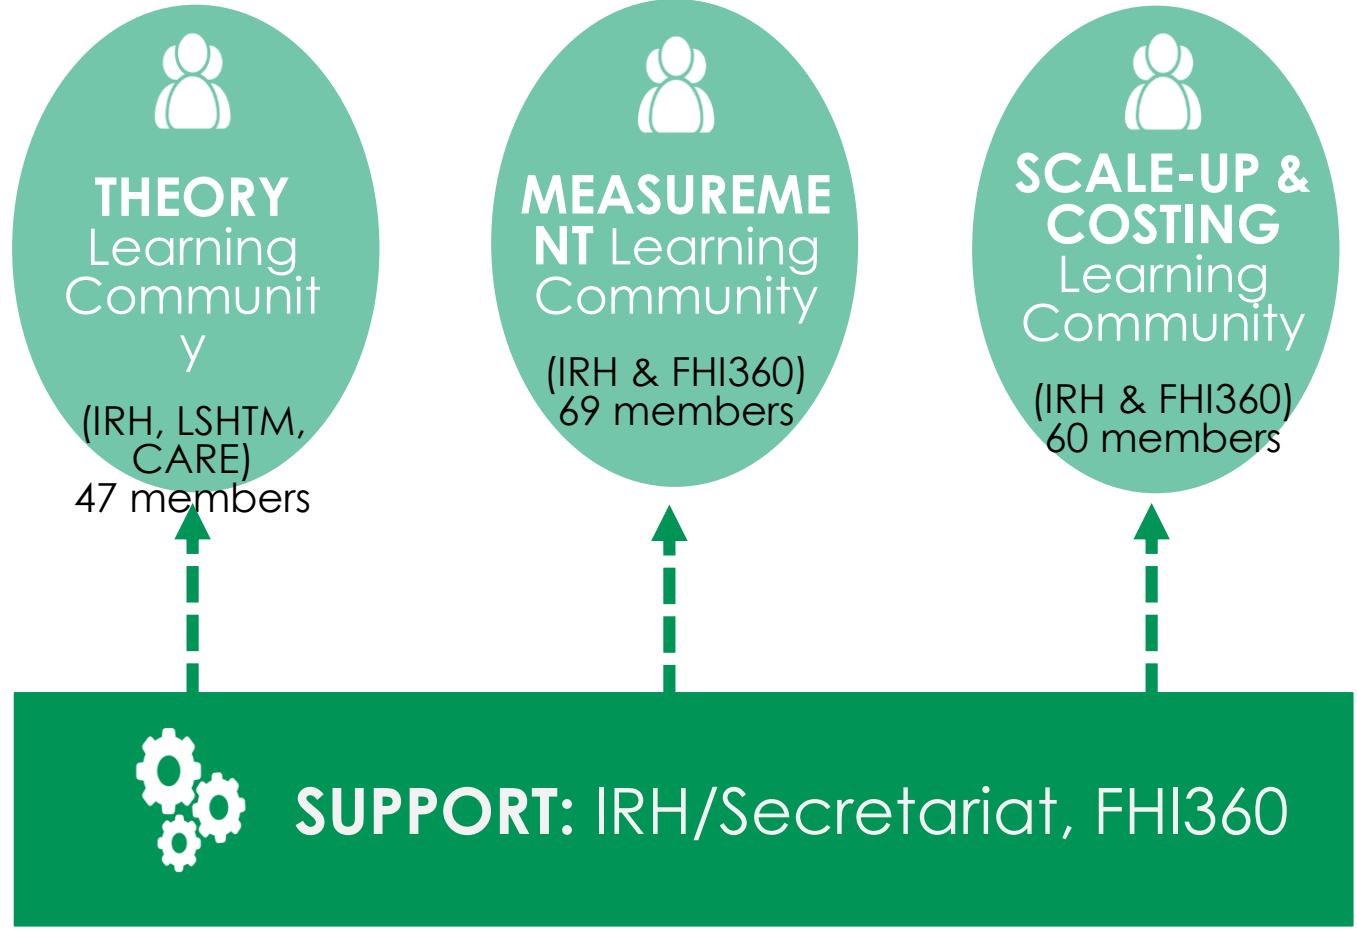 THEORY
Learning
Communit
y
(IRH, LSHTM,
CARE)
47 members
MEASUREME
NT Learning
Community
(IRH & FHI360)
69 members
SCALE-UP &
COSTING
Learning
Community
(IRH & FHI360)
60 members
SUPPORT: IRH/Secretariat, FHI360